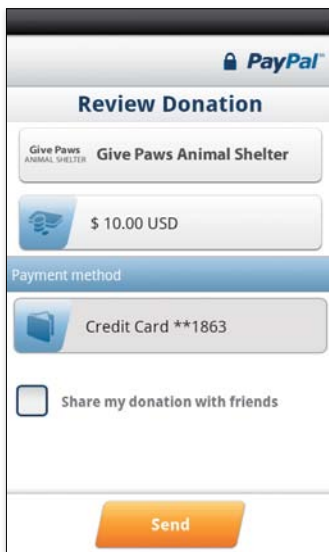 PayPal™
Review Donation
Give Paws
ANIMAL SHELTER
Give Paws Animal Shelter
$ 10.00 USD
Payment method
Credit Card **1863
Share my donation with friends
Send